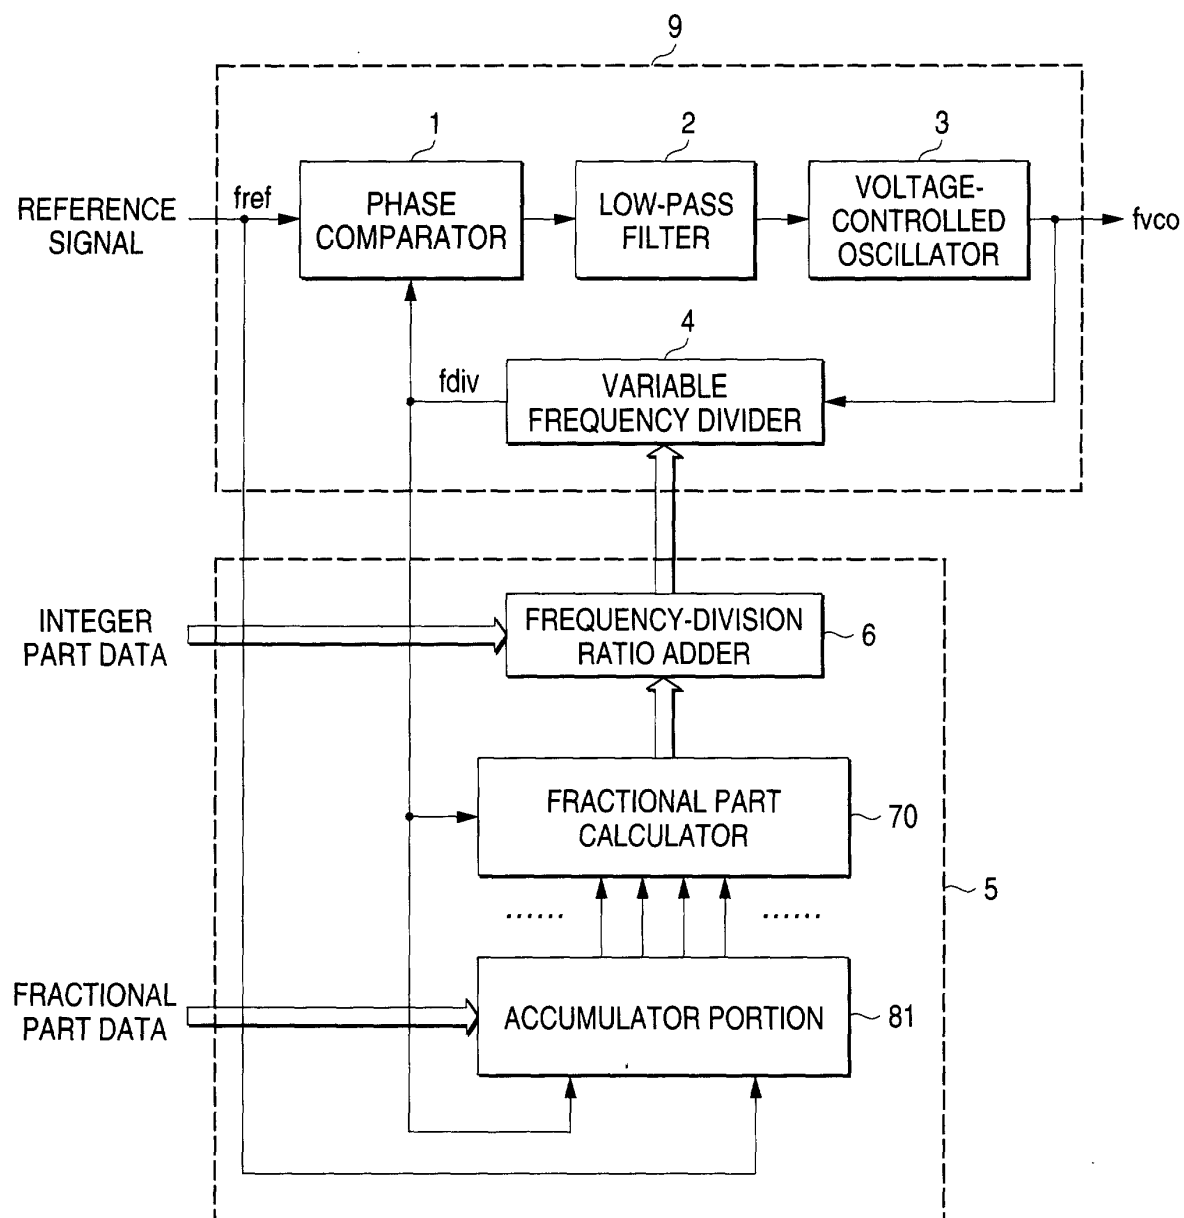 9
1
2
3
fref
REFERENCE
SIGNAL
PHASE
COMPARATOR
LOW-PASS
FILTER
VOLTAGE-
CONTROLLED
OSCILLATOR
fvco
4
fdiv
VARIABLE
FREQUENCY DIVIDER
INTEGER
PART DATA
FREQUENCY-DIVISION
RATIO ADDER
6
FRACTIONAL PART
CALCULATOR
70
5
......
......
FRACTIONAL
PART DATA
ACCUMULATOR PORTION
81